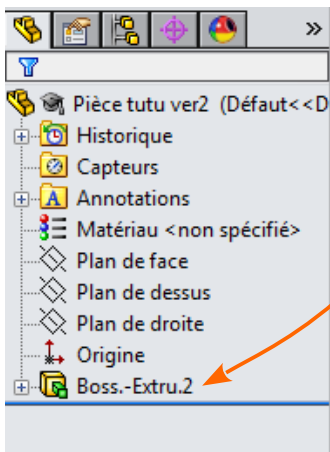 »
Pièce tutu ver2 (Défaut<<D
Historique
Capteurs
A Annotations
Matériau <non spécifié>
Plan de face
Plan de dessus
Plan de droite
Origine
Boss.-Extru.2